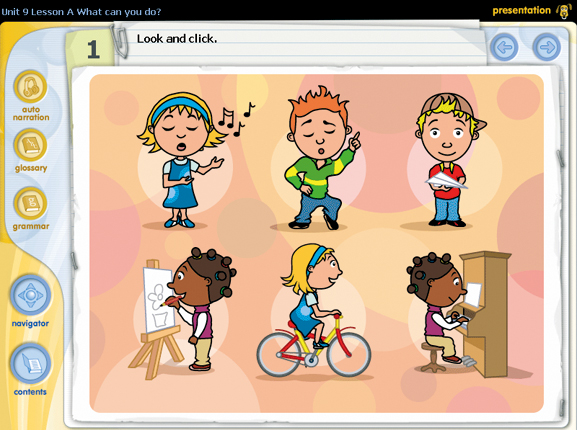 Unit 9 Lesson A What can you do?
presentation
1
Look and click.
auto
narration
glossary
grammar
navigator
contents